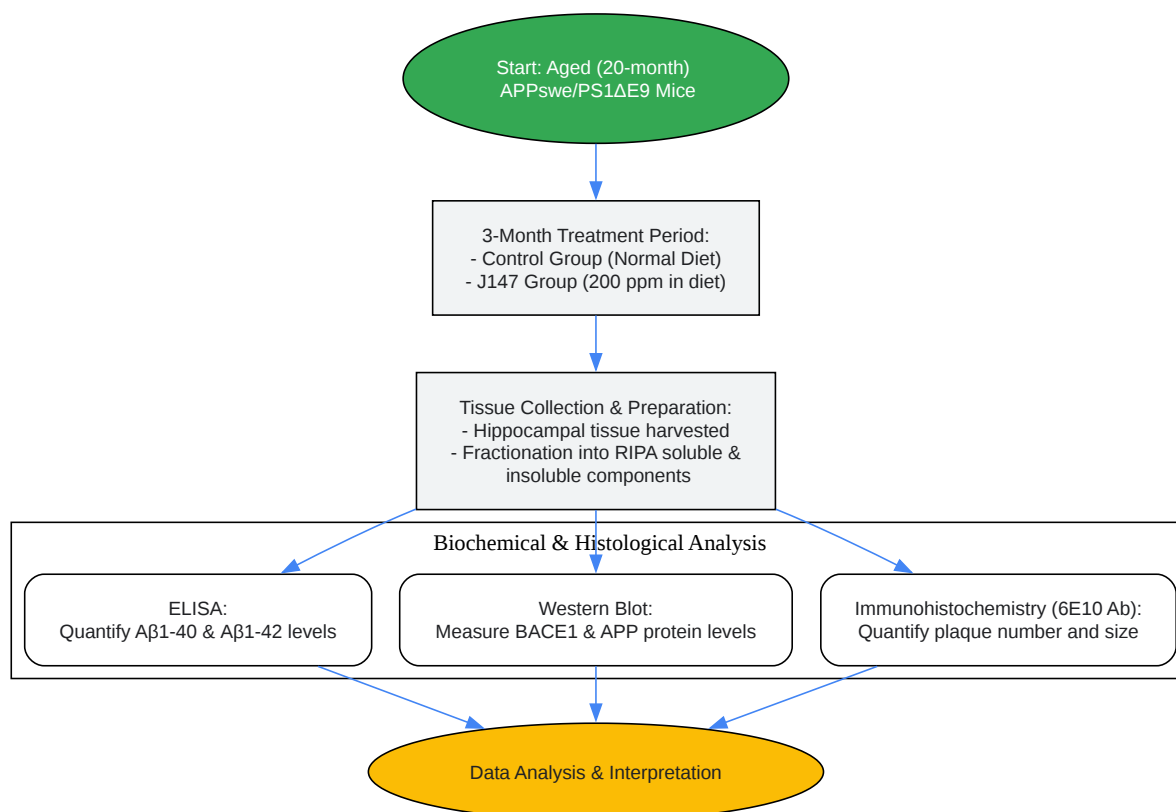 Start: Aged (20-month)
APPswe/PS1ΔE9 Mice
3-Month Treatment Period:
- Control Group (Normal Diet)
- J147 Group (200 ppm in diet)
Tissue Collection & Preparation:
- Hippocampal tissue harvested
- Fractionation into RIPA soluble &
insoluble components
Biochemical & Histological Analysis
ELISA:
Quantify Aβ1-40 & Aβ1-42 levels
Western Blot:
Measure BACE1 & APP protein levels
Immunohistochemistry (6E10 Ab):
Quantify plaque number and size
Data Analysis & Interpretation